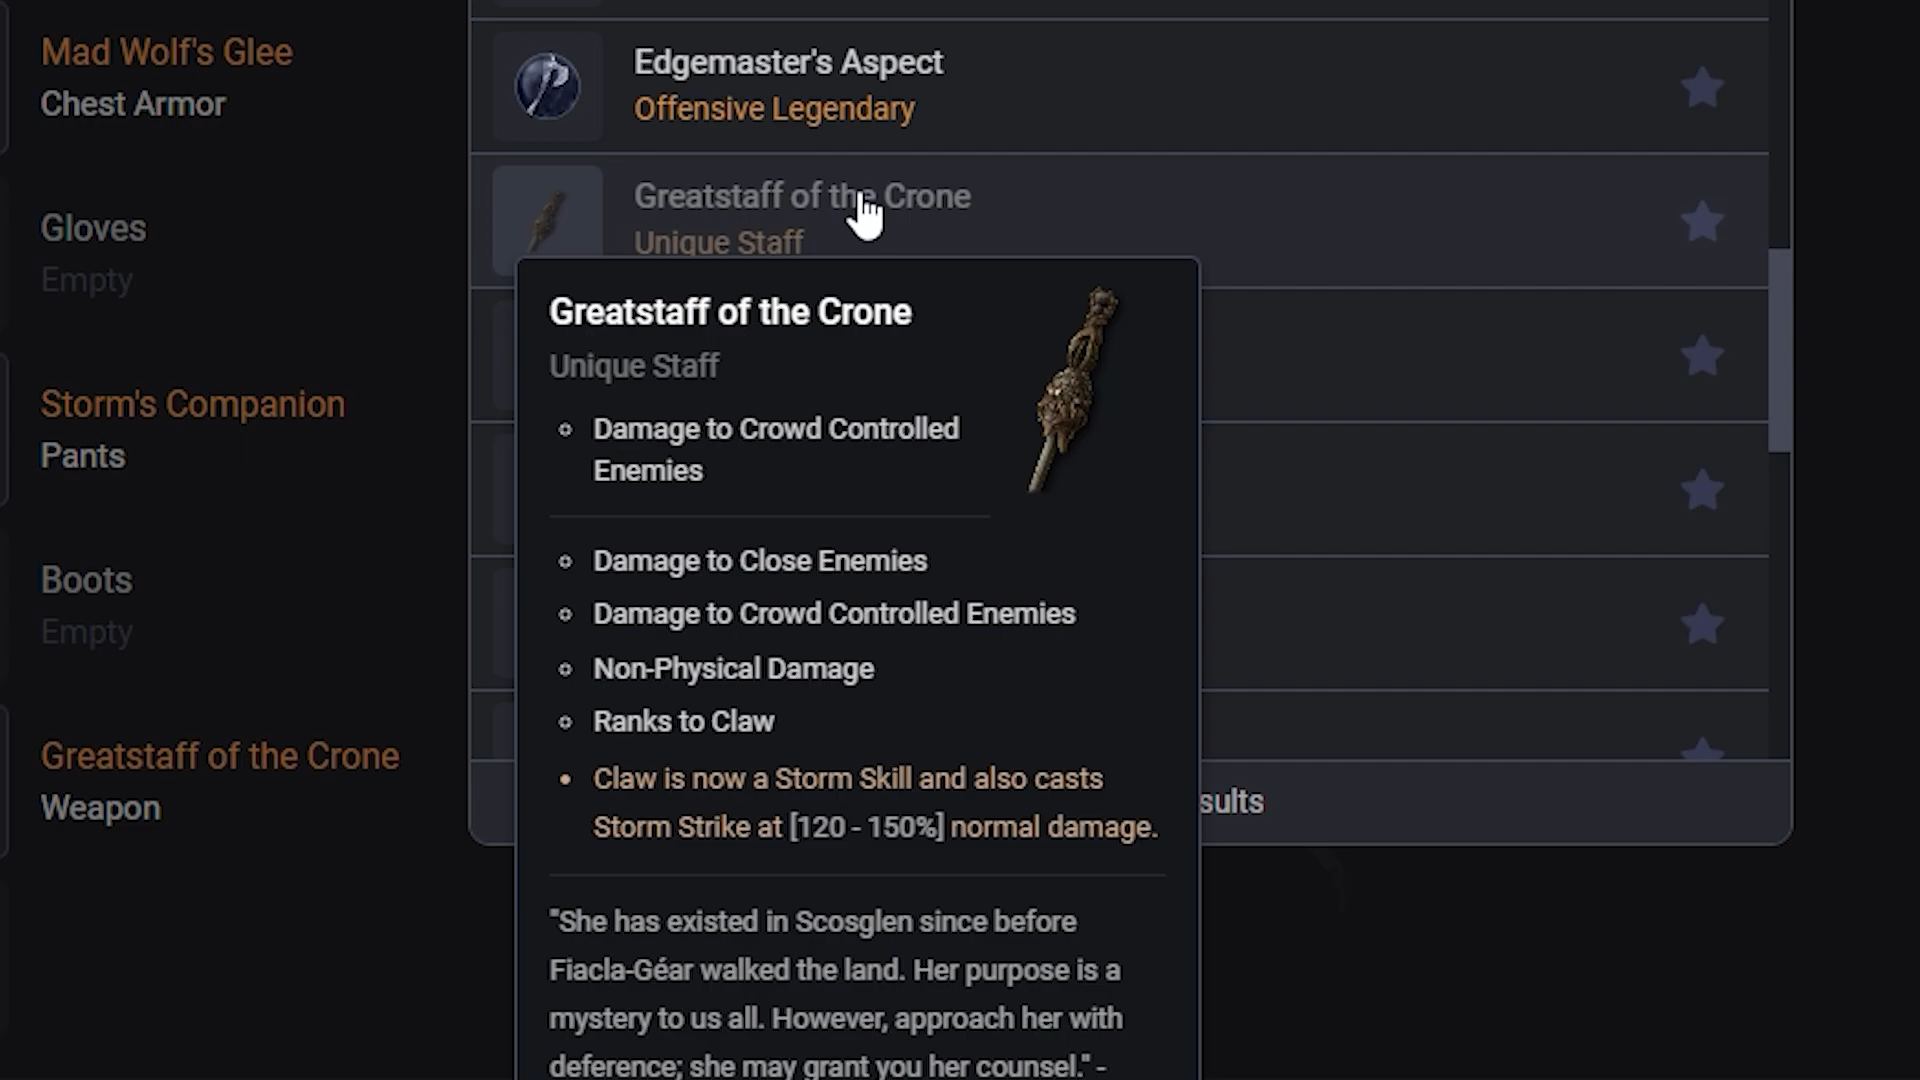 Mad Wolf's Glee
Chest Armor
Gloves
Empty
Storm's Companion
Pants
Boots
Empty
Greatstaff of the Crone
Weapon
Edgemaster's Aspect
Offensive Legendary
Greatstaff of the Crone
Unique Staff
Greatstaff of the Crone
Unique Staff
Damage to Crowd Controlled
Enemies
Damage to Close Enemies
Damage to Crowd Controlled Enemies
Non-Physical Damage
Ranks to Claw
Claw is now a Storm Skill and also casts
Storm Strike at [120 - 150%] normal damage.
"She has existed in Scosglen since before
Fiacla-Géar walked the land. Her purpose is a
mystery to us all. However, approach her with
deference; she may grant you her counsel." -
sults